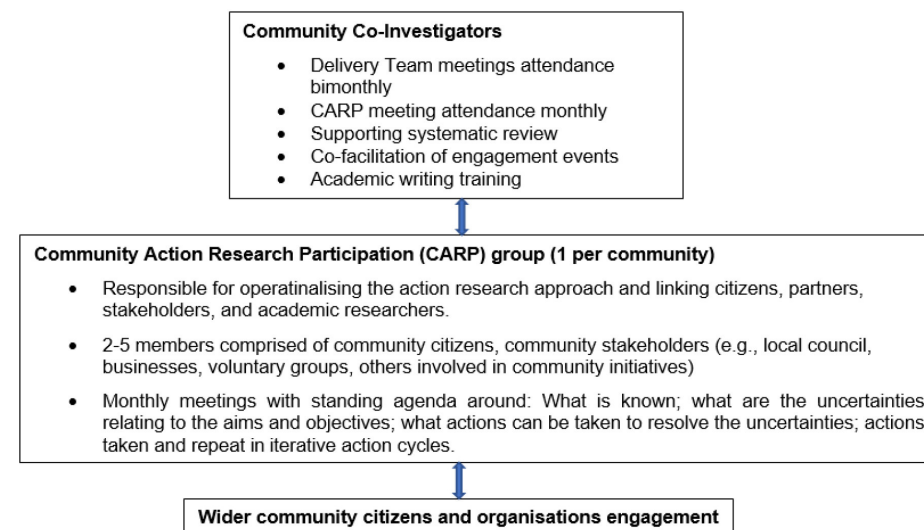 Community Co-Investigators
• Delivery Team meetings attendance
bimonthly
• CARP meeting attendance monthly
• Supporting systematic review
• Co-facilitation of engagement events
• Academic writing training
Community Action Research Participation (CARP) group (1 per community)
• Responsible for operatinalising the action research approach and linking citizens, partners,
stakeholders, and academic researchers.
• 2-5 members comprised of community citizens, community stakeholders (e.g., local council,
businesses, voluntary groups, others involved in community initiatives)
• Monthly meetings with standing agenda around: What is known; what are the uncertainties
relating to the aims and objectives; what actions can be taken to resolve the uncertainties; actions
taken and repeat in iterative action cycles.
Wider community citizens and organisations engagement